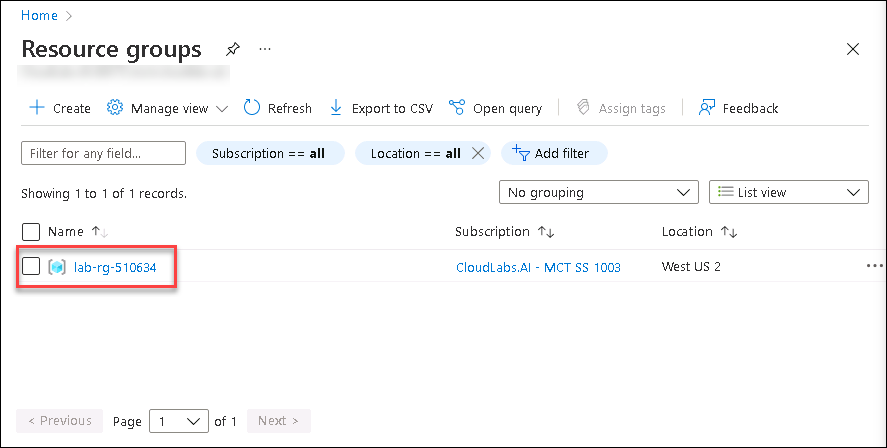 Home >
Resource groups ...
+ Create Manage view Refresh Export to CSV Open query Assign tags Feedback
Filter for any field... Subscription == all Location == all Add filter
Showing 1 to 1 of 1 records. No grouping List view
Name ↑↓ Subscription ↑↓ Location ↑↓
lab-rg-510634 CloudLabs.AI - MCT SS 1003 West US 2 ...
< Previous Page 1 of 1 Next >